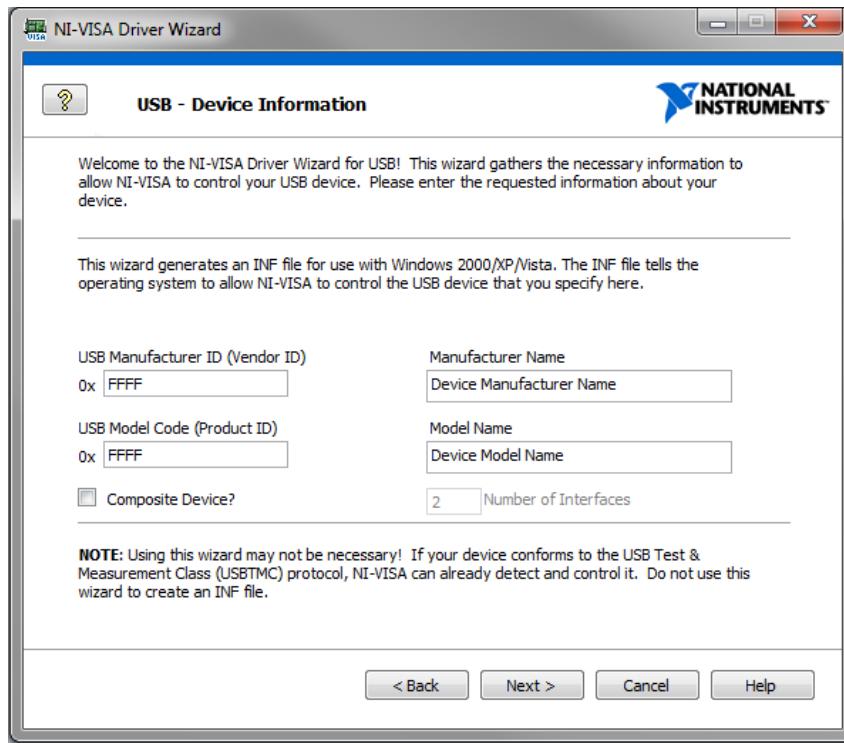 VISA NI-VISA Driver Wizard
?
USB - Device Information
NATIONAL
INSTRUMENTS™
Welcome to the NI-VISA Driver Wizard for USB! This wizard gathers the necessary information to
allow NI-VISA to control your USB device. Please enter the requested information about your
device.
This wizard generates an INF file for use with Windows 2000/XP/Vista. The INF file tells the
operating system to allow NI-VISA to control the USB device that you specify here.
USB Manufacturer ID (Vendor ID)
Manufacturer Name
0x FFFF
Device Manufacturer Name
USB Model Code (Product ID)
Model Name
0x FFFF
Device Model Name
Composite Device?
2 Number of Interfaces
NOTE: Using this wizard may not be necessary! If your device conforms to the USB Test &
Measurement Class (USBTMC) protocol, NI-VISA can already detect and control it. Do not use this
wizard to create an INF file.
< Back
Next >
Cancel
Help